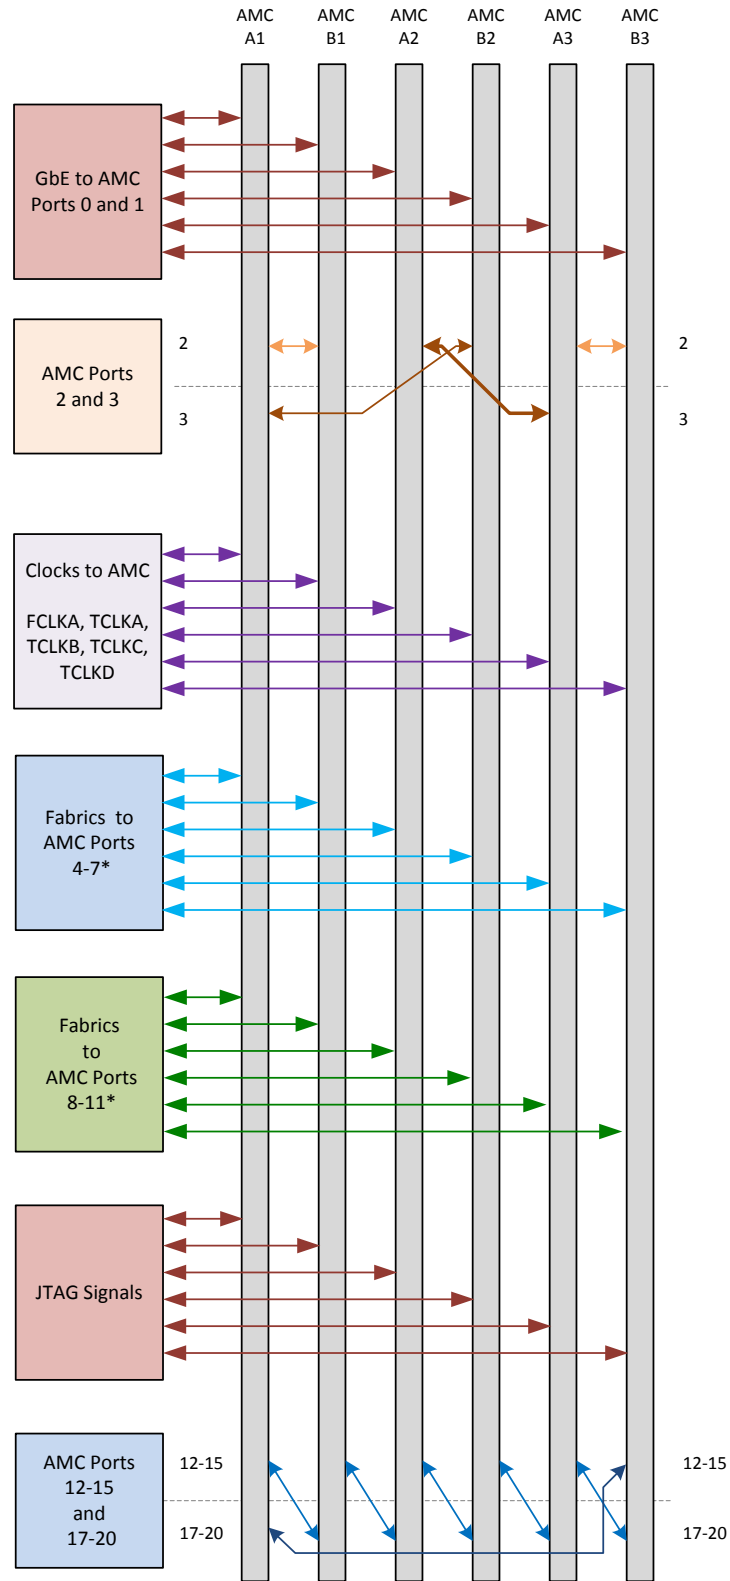 AMC AMC AMC AMC AMC AMC
A1 B1 A2 B2 A3 B3
GbE to AMC
Ports 0 and 1
2 2
AMC Ports
2 and 3
3 3
Clocks to AMC
FCLKA, TCLKA,
TCLKB, TCLKC,
TCLKD
Fabrics to
AMC Ports
4-7*
Fabrics
to
AMC Ports
8-11*
JTAG Signals
AMC Ports
12-15
and
17-20
12-15 12-15
17-20 17-20